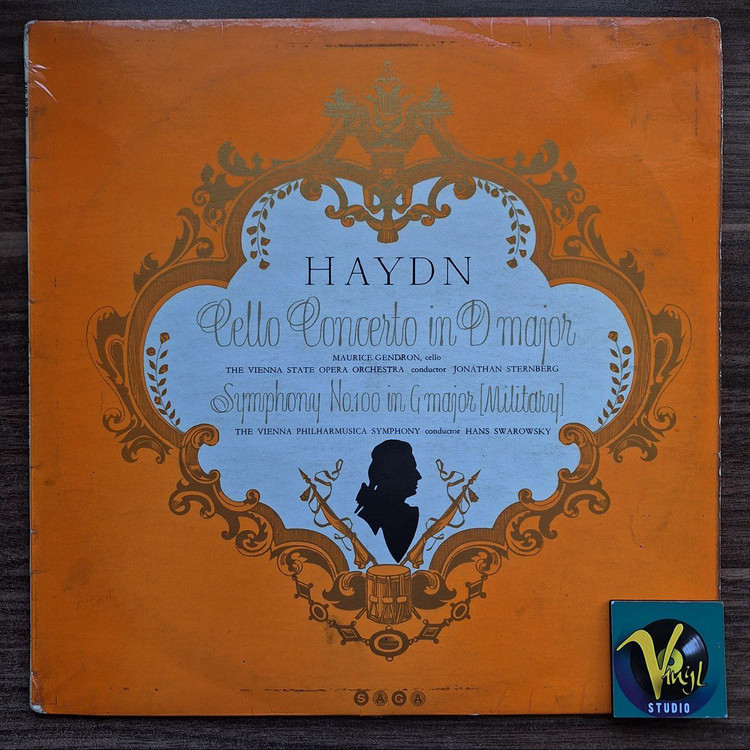 HAYDN
Cello Concerto in D major
MAURICE GENDRON, cello
THE VIENNA STATE OPERA ORCHESTRA conductor JONATHAN STERNBERG
Symphony No.100 in G major [Military]
THE VIENNA PHILHARMUSICA SYMPHONY conductor HANS SWAROWSKY
SAGA
Vinyl
STUDIO